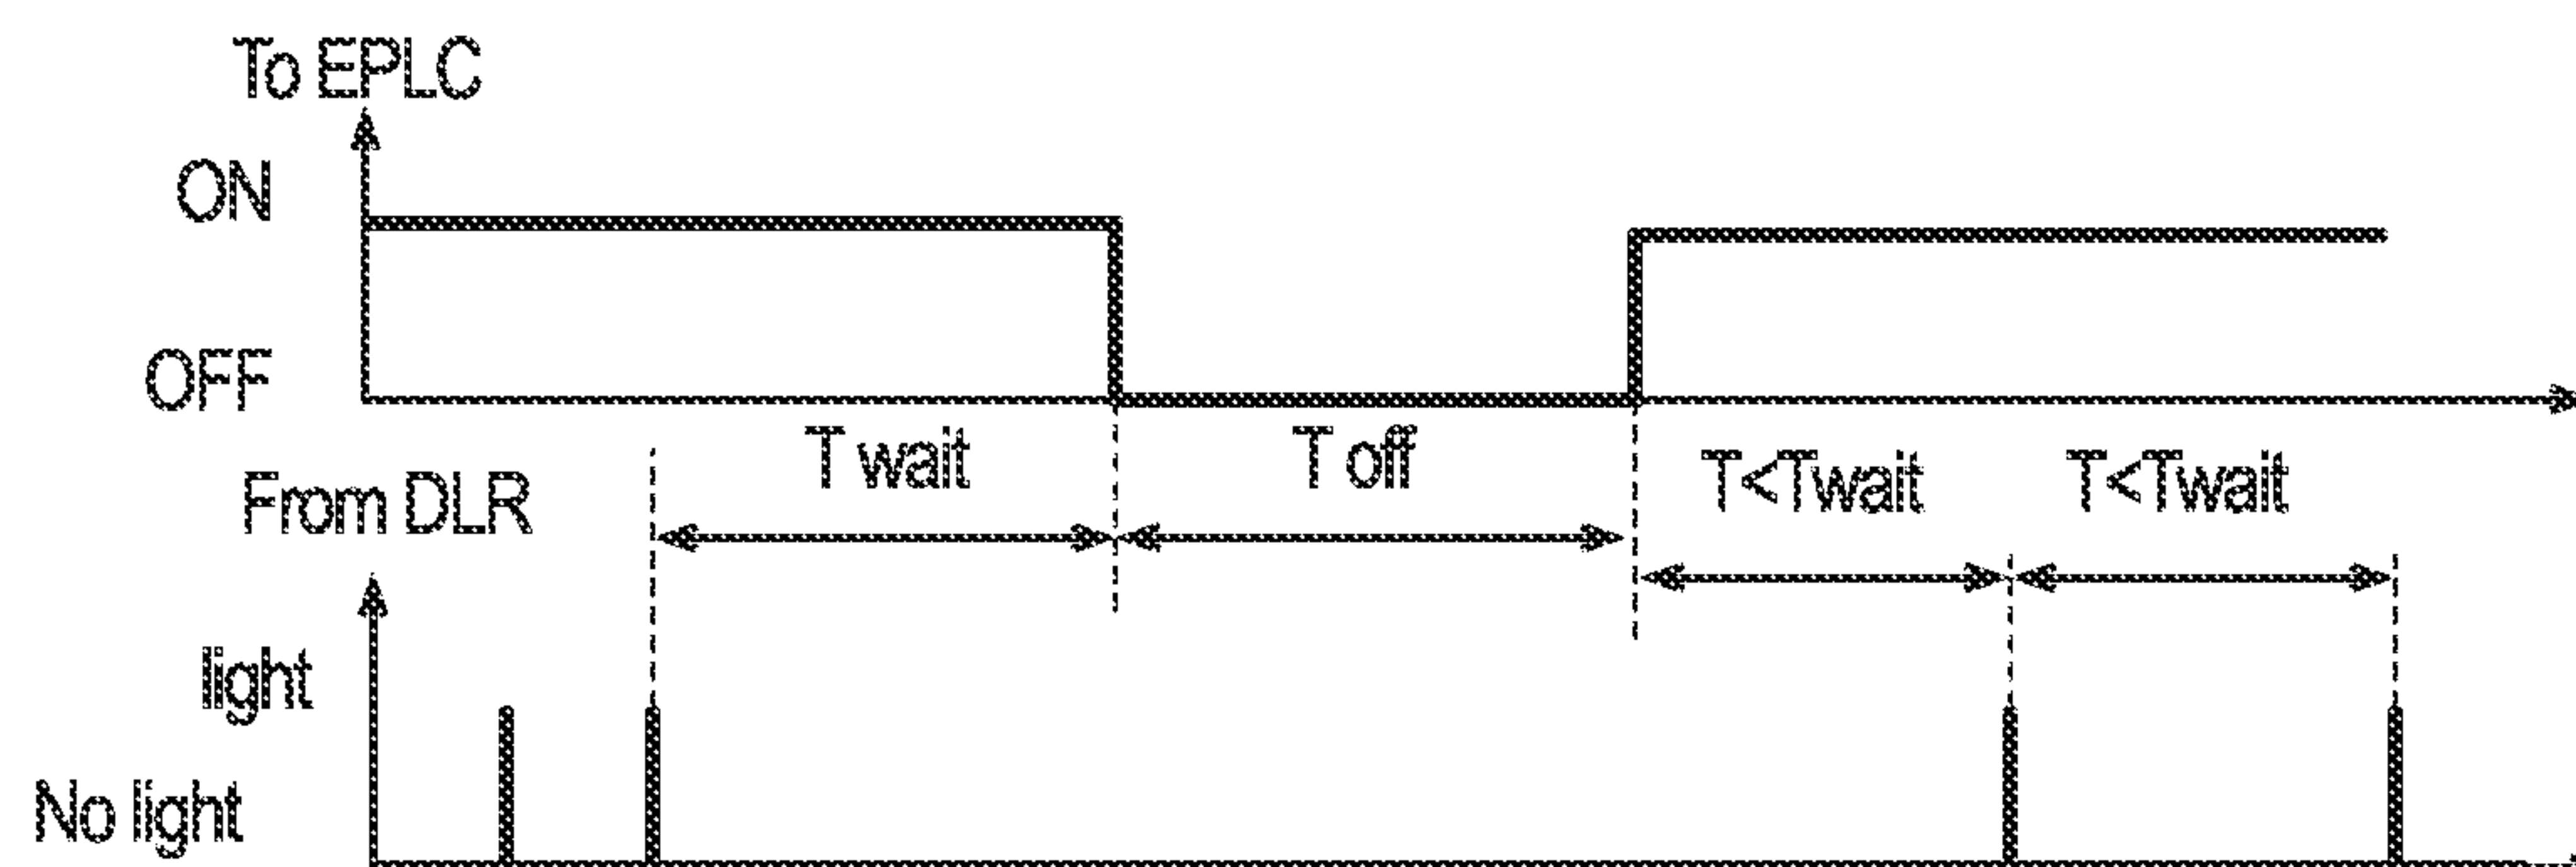 To EPLC
ON
OFF
T wait
T off
T<Twait
T<Twait
From DLR
light
No light